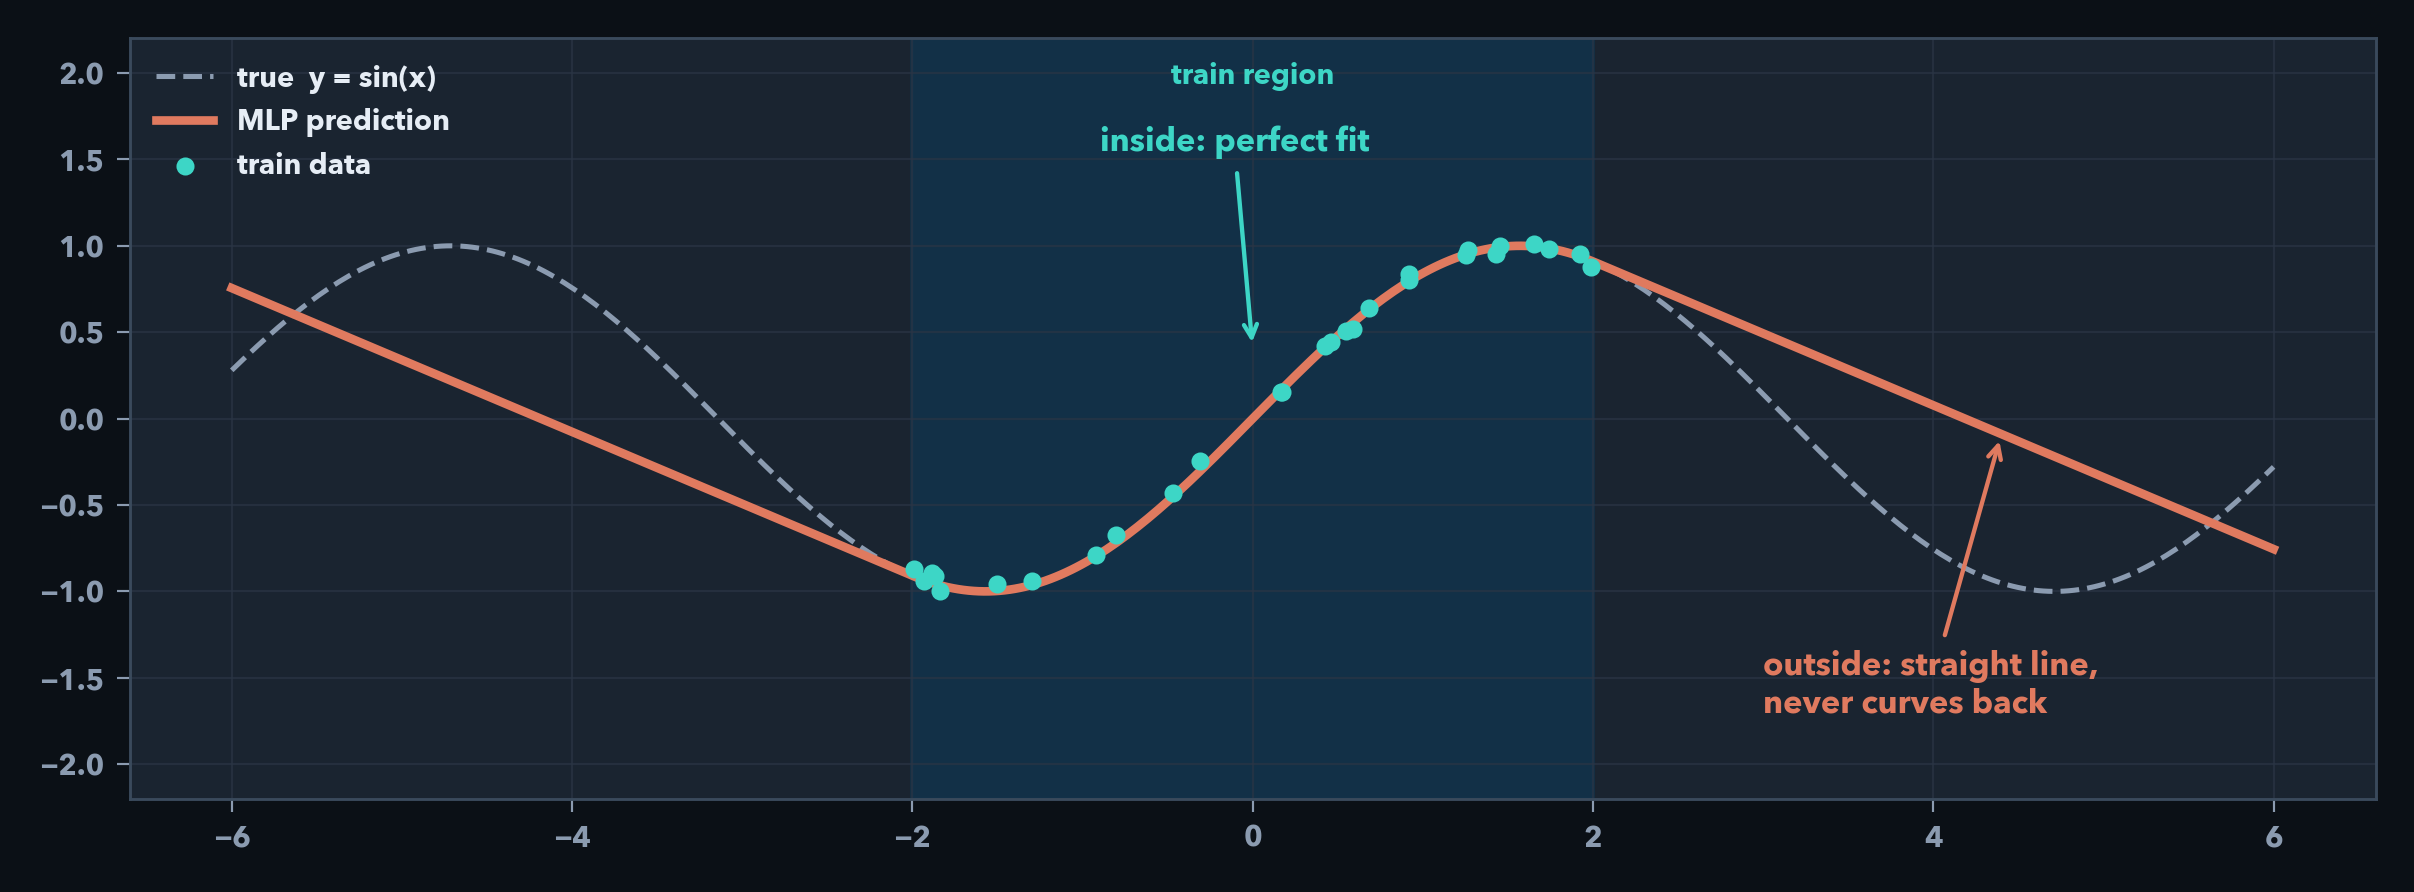 true y = sin(x)
MLP prediction
train data
train region
inside: perfect fit
outside: straight line,
never curves back
2.0
1.5
1.0
0.5
0.0
−0.5
−1.0
−1.5
−2.0
−6
−4
−2
0
2
4
6